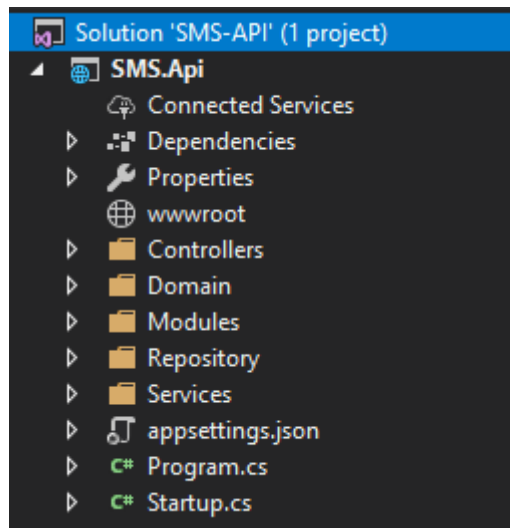 Solution 'SMS-API' (1 project)
SMS.Api
Connected Services
Dependencies
Properties
wwwroot
Controllers
Domain
Modules
Repository
Services
appsettings.json
C# Program.cs
C# Startup.cs